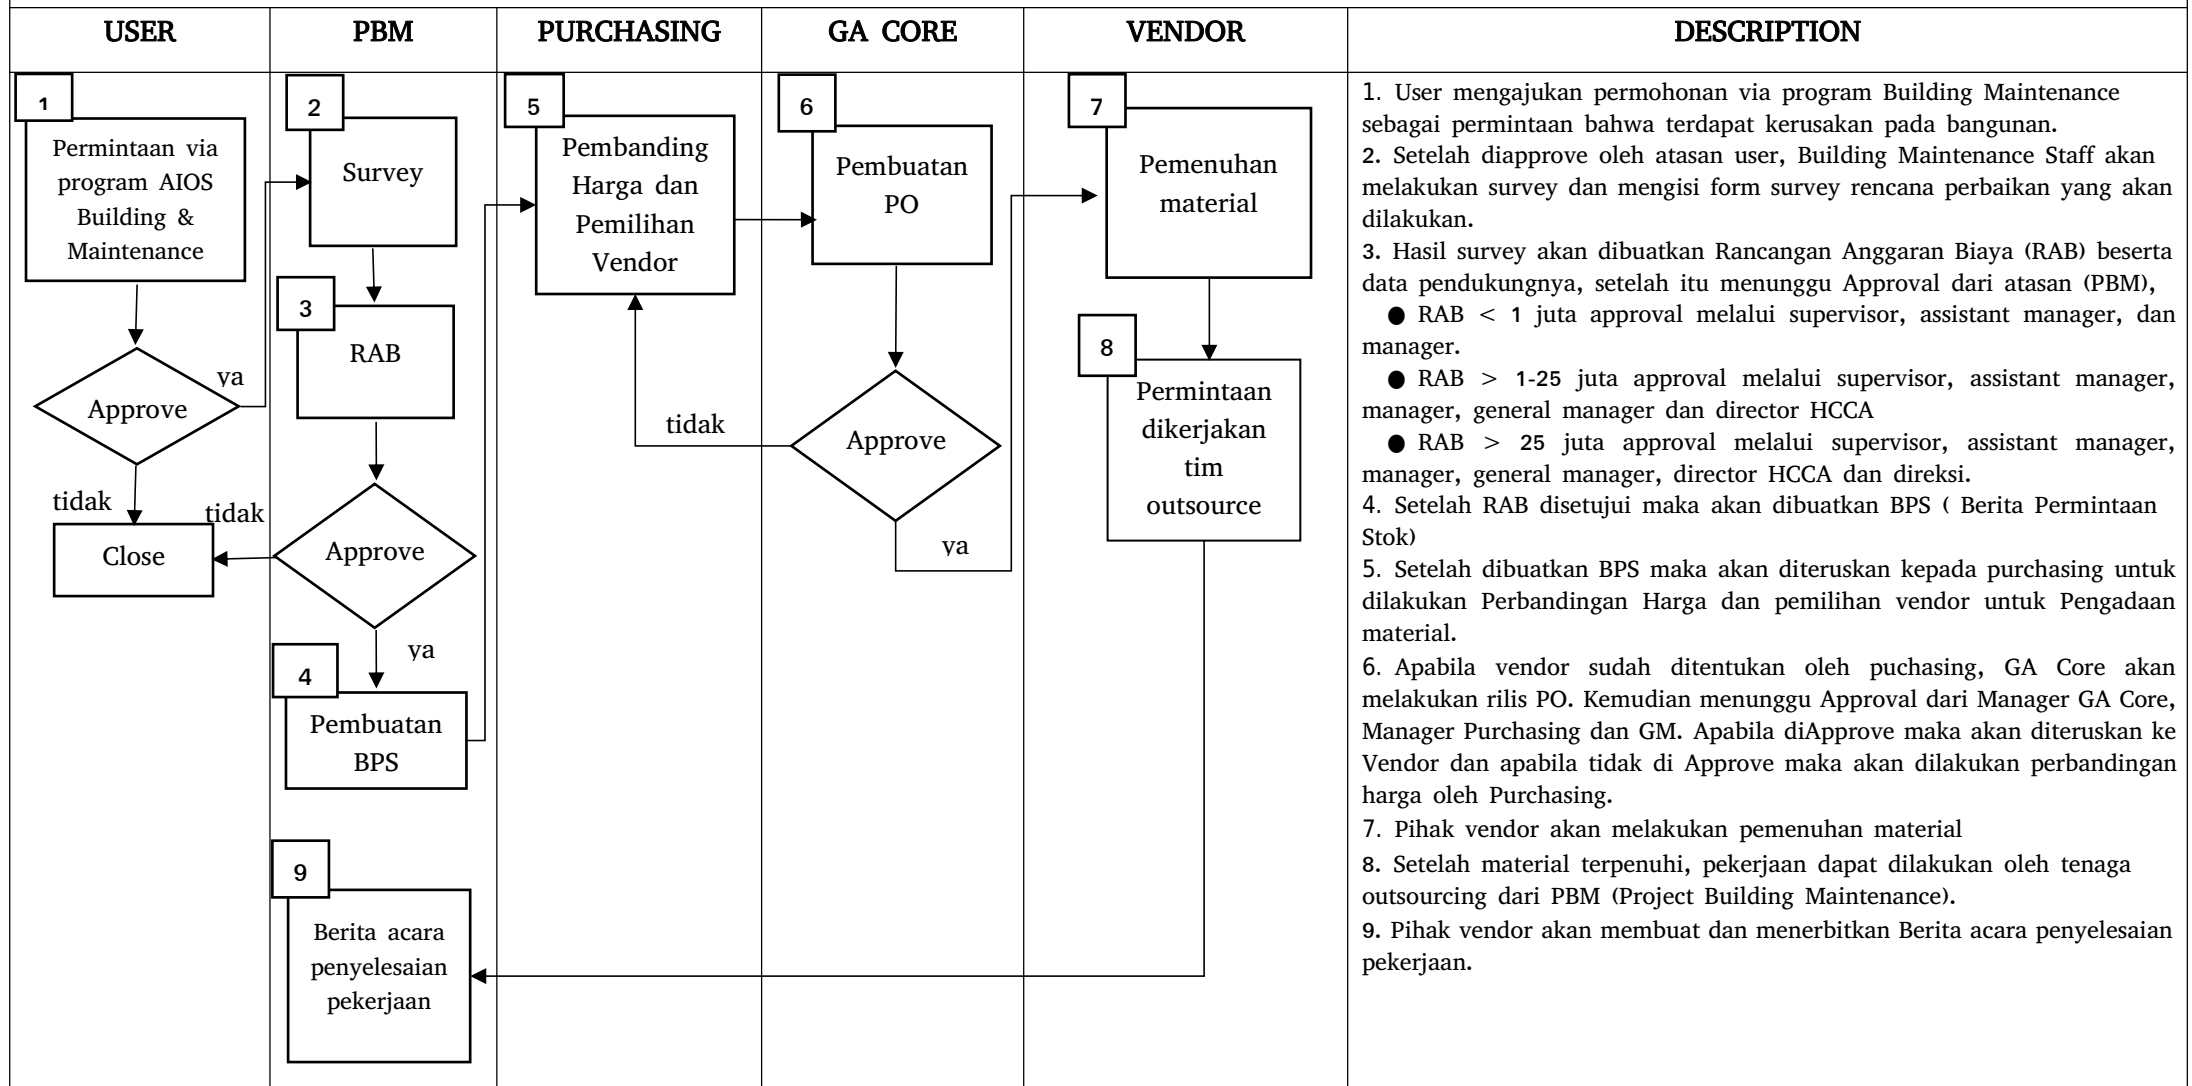 USER
PBM
PURCHASING
GA CORE
VENDOR
DESCRIPTION
1
Permintaan via
program AIOS
Building &
Maintenance
Approve
ya
tidak
Close
2
Survey
3
RAB
Approve
tidak
ya
4
Pembuatan
BPS
9
Berita acara
penyelesaian
pekerjaan
5
Pembanding
Harga dan
Pemilihan
Vendor
tidak
6
Pembuatan
PO
Approve
ya
7
Pemenuhan
material
8
Permintaan
dikerjakan
tim
outsource
1. User mengajukan permohonan via program Building Maintenance
sebagai permintaan bahwa terdapat kerusakan pada bangunan.
2. Setelah diapprove oleh atasan user, Building Maintenance Staff akan
melakukan survey dan mengisi form survey rencana perbaikan yang akan
dilakukan.
3. Hasil survey akan dibuatkan Rancangan Anggaran Biaya (RAB) beserta
data pendukungnya, setelah itu menunggu Approval dari atasan (PBM),
● RAB < 1 juta approval melalui supervisor, assistant manager, dan
manager.
● RAB > 1-25 juta approval melalui supervisor, assistant manager,
manager, general manager dan director HCCA
● RAB > 25 juta approval melalui supervisor, assistant manager,
manager, general manager, director HCCA dan direksi.
4. Setelah RAB disetujui maka akan dibuatkan BPS ( Berita Permintaan
Stok)
5. Setelah dibuatkan BPS maka akan diteruskan kepada purchasing untuk
dilakukan Perbandingan Harga dan pemilihan vendor untuk Pengadaan
material.
6. Apabila vendor sudah ditentukan oleh puchasing, GA Core akan
melakukan rilis PO. Kemudian menunggu Approval dari Manager GA Core,
Manager Purchasing dan GM. Apabila diApprove maka akan diteruskan ke
Vendor dan apabila tidak di Approve maka akan dilakukan perbandingan
harga oleh Purchasing.
7. Pihak vendor akan melakukan pemenuhan material
8. Setelah material terpenuhi, pekerjaan dapat dilakukan oleh tenaga
outsourcing dari PBM (Project Building Maintenance).
9. Pihak vendor akan membuat dan menerbitkan Berita acara penyelesaian
pekerjaan.